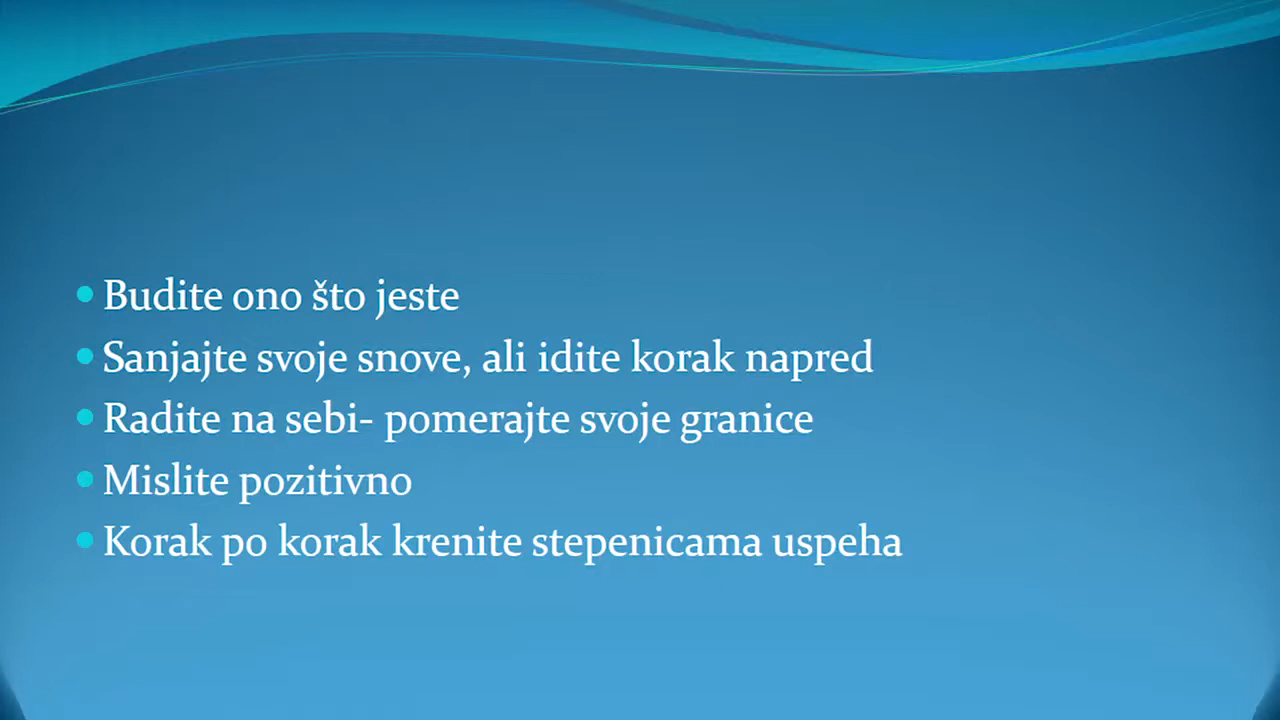 Budite ono što jeste
Sanjajte svoje snove, ali idite korak napred
Radite na sebi- pomerajte svoje granice
Mislite pozitivno
Korak po korak krenite stepenicama uspeha